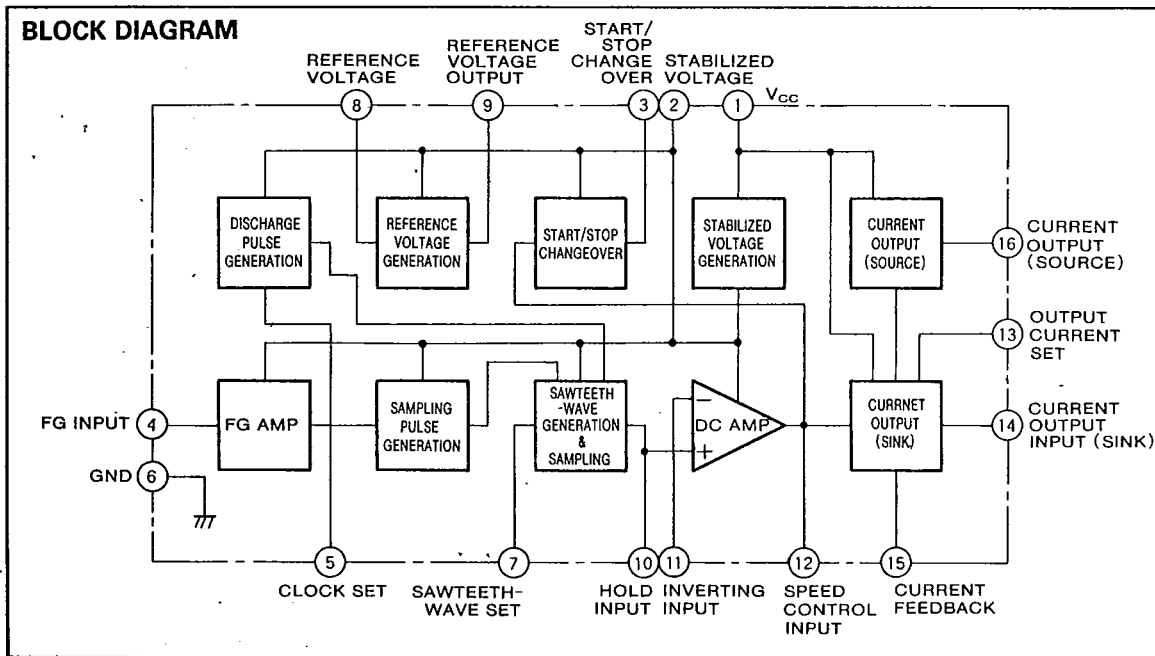 BLOCK DIAGRAM
REFERENCE
VOLTAGE
REFERENCE
VOLTAGE
OUTPUT
START/
STOP
CHANGE
OVER
STABILIZED
VOLTAGE
VCC
8
9
3
2
1
DISCHARGE
PULSE
GENERATION
REFERENCE
VOLTAGE
GENERATION
START/STOP
CHANGEOVER
STABILIZED
VOLTAGE
GENERATION
CURRENT
OUTPUT
(SOURCE)
16
CURRENT
OUTPUT
(SOURCE)
13
OUTPUT
CURRENT
SET
FG INPUT
4
FG AMP
SAMPLING
PULSE
GENERATION
SAWTEETH
-WAVE
GENERATION
&
SAMPLING
−
DC AMP
+
CURRNET
OUTPUT
(SINK)
14
CURRENT
OUTPUT
INPUT (SINK)
GND
6
5
7
10
11
12
15
CLOCK SET
SAWTEETH-
WAVE SET
HOLD
INPUT
INVERTING
INPUT
SPEED
CONTROL
INPUT
CURRENT
FEEDBACK